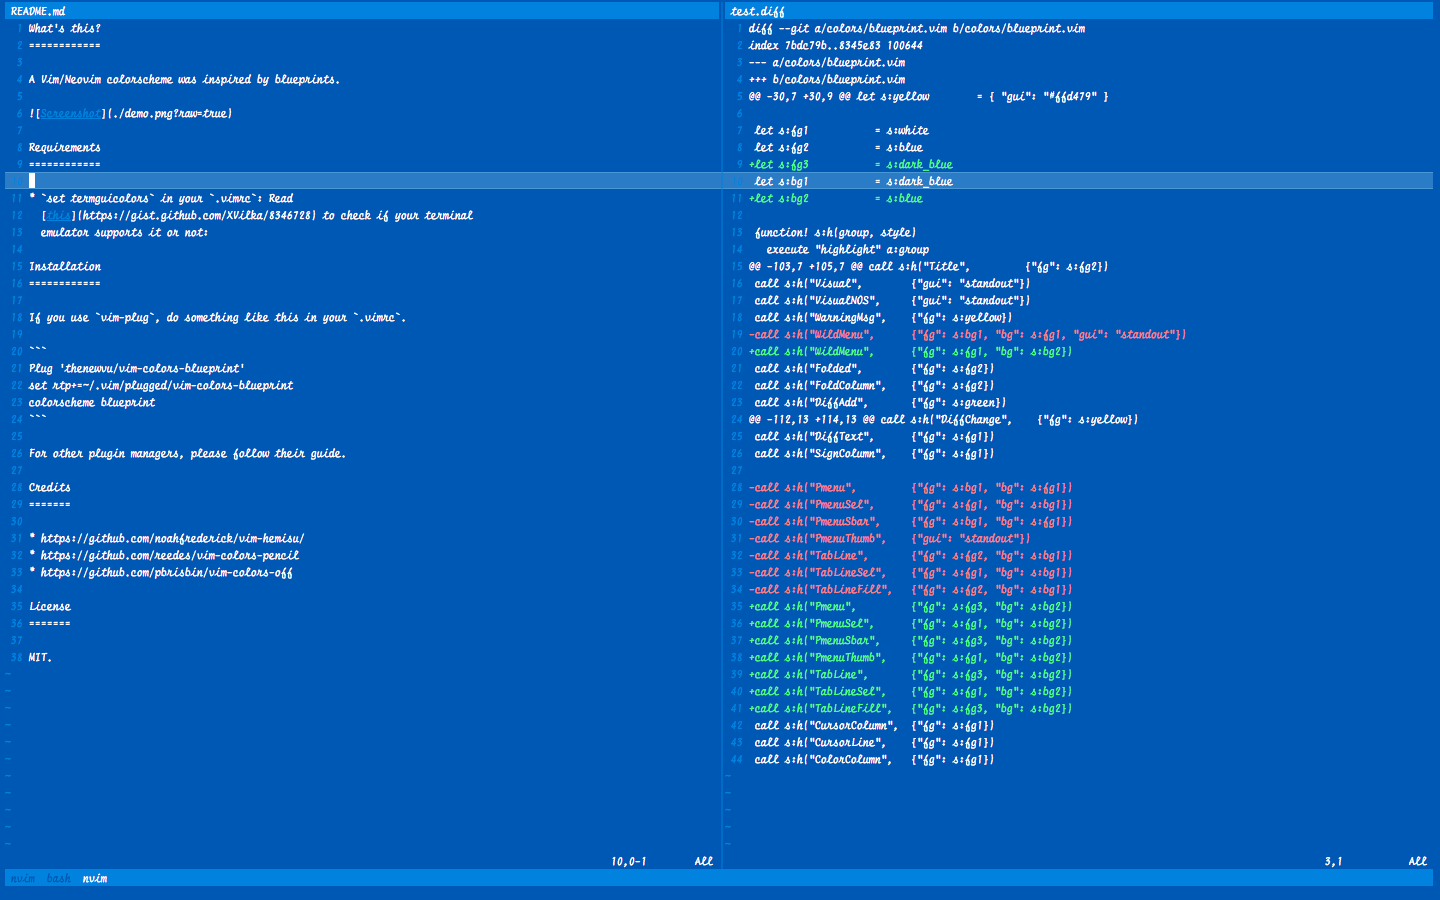 README.md
1 What's this?
2 ============
3
4 A Vim/Neovim colorscheme was inspired by blueprints.
5
6 ![Screenshot](./demo.png?raw=true)
7
8 Requirements
9 ============
11 * `set termguicolors` in your `.vimrc`: Read
12   [this](https://gist.github.com/XVilka/8346728) to check if your terminal
13   emulator supports it or not:
14
15 Installation
16 ============
17
18 If you use `vim-plug`, do something like this in your `.vimrc`.
19
20 ```
21 Plug 'thenewvu/vim-colors-blueprint'
22 set rtp+=~/.vim/plugged/vim-colors-blueprint
23 colorscheme blueprint
24 ```
25
26 For other plugin managers, please follow their guide.
27
28 Credits
29 =======
30
31 * https://github.com/noahfrederick/vim-hemisu/
32 * https://github.com/reedes/vim-colors-pencil
33 * https://github.com/pbrisbin/vim-colors-off
34
35 License
36 =======
37
38 MIT.
~
~
~
~
~
~
~
~
~
~
~
10,0-1 All
test.diff
1 diff --git a/colors/blueprint.vim b/colors/blueprint.vim
2 index 7bdc79b..8345e83 100644
3 --- a/colors/blueprint.vim
4 +++ b/colors/blueprint.vim
5 @@ -30,7 +30,9 @@ let s:yellow        = { "gui": "#ffd479" }
6
7  let s:fg1           = s:white
8  let s:fg2           = s:blue
9 +let s:fg3           = s:dark_blue
 let s:bg1           = s:dark_blue
11 +let s:bg2           = s:blue
12
13  function! s:h(group, style)
14    execute "highlight" a:group
15 @@ -103,7 +105,7 @@ call s:h("Title",         {"fg": s:fg2})
16  call s:h("Visual",        {"gui": "standout"})
17  call s:h("VisualNOS",     {"gui": "standout"})
18  call s:h("WarningMsg",    {"fg": s:yellow})
19 -call s:h("WildMenu",      {"fg": s:bg1, "bg": s:fg1, "gui": "standout"})
20 +call s:h("WildMenu",      {"fg": s:fg1, "bg": s:bg2})
21  call s:h("Folded",        {"fg": s:fg2})
22  call s:h("FoldColumn",    {"fg": s:fg2})
23  call s:h("DiffAdd",       {"fg": s:green})
24 @@ -112,13 +114,13 @@ call s:h("DiffChange",    {"fg": s:yellow})
25  call s:h("DiffText",      {"fg": s:fg1})
26  call s:h("SignColumn",    {"fg": s:fg1})
27
28 -call s:h("Pmenu",         {"fg": s:bg1, "bg": s:fg1})
29 -call s:h("PmenuSel",      {"fg": s:fg1, "bg": s:bg1})
30 -call s:h("PmenuSbar",     {"fg": s:bg1, "bg": s:fg1})
31 -call s:h("PmenuThumb",    {"gui": "standout"})
32 -call s:h("TabLine",       {"fg": s:fg2, "bg": s:bg1})
33 -call s:h("TabLineSel",    {"fg": s:fg1, "bg": s:bg1})
34 -call s:h("TabLineFill",   {"fg": s:fg2, "bg": s:bg1})
35 +call s:h("Pmenu",         {"fg": s:fg3, "bg": s:bg2})
36 +call s:h("PmenuSel",      {"fg": s:fg1, "bg": s:bg2})
37 +call s:h("PmenuSbar",     {"fg": s:fg3, "bg": s:bg2})
38 +call s:h("PmenuThumb",    {"fg": s:fg1, "bg": s:bg2})
39 +call s:h("TabLine",       {"fg": s:fg3, "bg": s:bg2})
40 +call s:h("TabLineSel",    {"fg": s:fg1, "bg": s:bg2})
41 +call s:h("TabLineFill",   {"fg": s:fg3, "bg": s:bg2})
42  call s:h("CursorColumn",  {"fg": s:fg1})
43  call s:h("CursorLine",    {"fg": s:fg1})
44  call s:h("ColorColumn",   {"fg": s:fg1})
~
~
~
~
~
3,1 All
nvim bash nvim